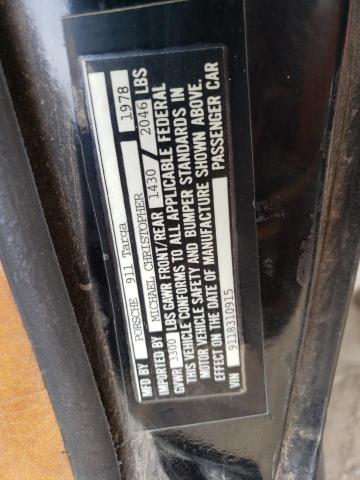 MFD BY PORSCHE 911 Targa 1978
IMPORTED BY MICHAEL CHRISTOPHER
GVWR 3300 LBS GAWR FRONT/REAR 1430 / 2046 LBS
THIS VEHICLE CONFORMS TO ALL APPLICABLE FEDERAL
MOTOR VEHICLE SAFETY AND BUMPER STANDARDS IN
EFFECT ON THE DATE OF MANUFACTURE SHOWN ABOVE.
VIN 9118310915 PASSENGER CAR